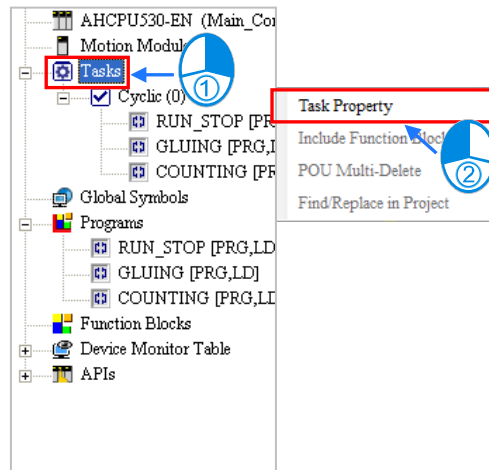 AHCPU530-EN (Main_Co
Motion Module
Tasks
①
Cyclic (0)
RUN_STOP [PR
GLUING [PRG,L
COUNTING [PR
Task Property
Include Function Block
②
POU Multi-Delete
Find/Replace in Project
Global Symbols
Programs
RUN_STOP [PRG,LD
GLUING [PRG,LD]
COUNTING [PRG,LD
Function Blocks
Device Monitor Table
APIs